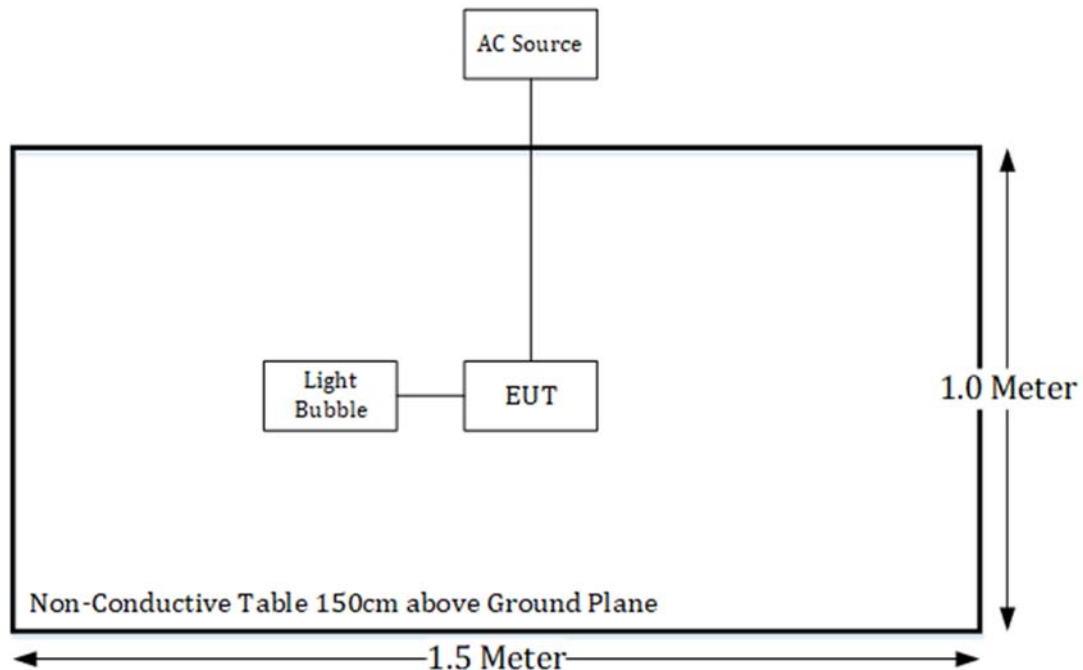 AC Source
Light
Bubble
EUT
1.0 Meter
Non-Conductive Table 150cm above Ground Plane
1.5 Meter